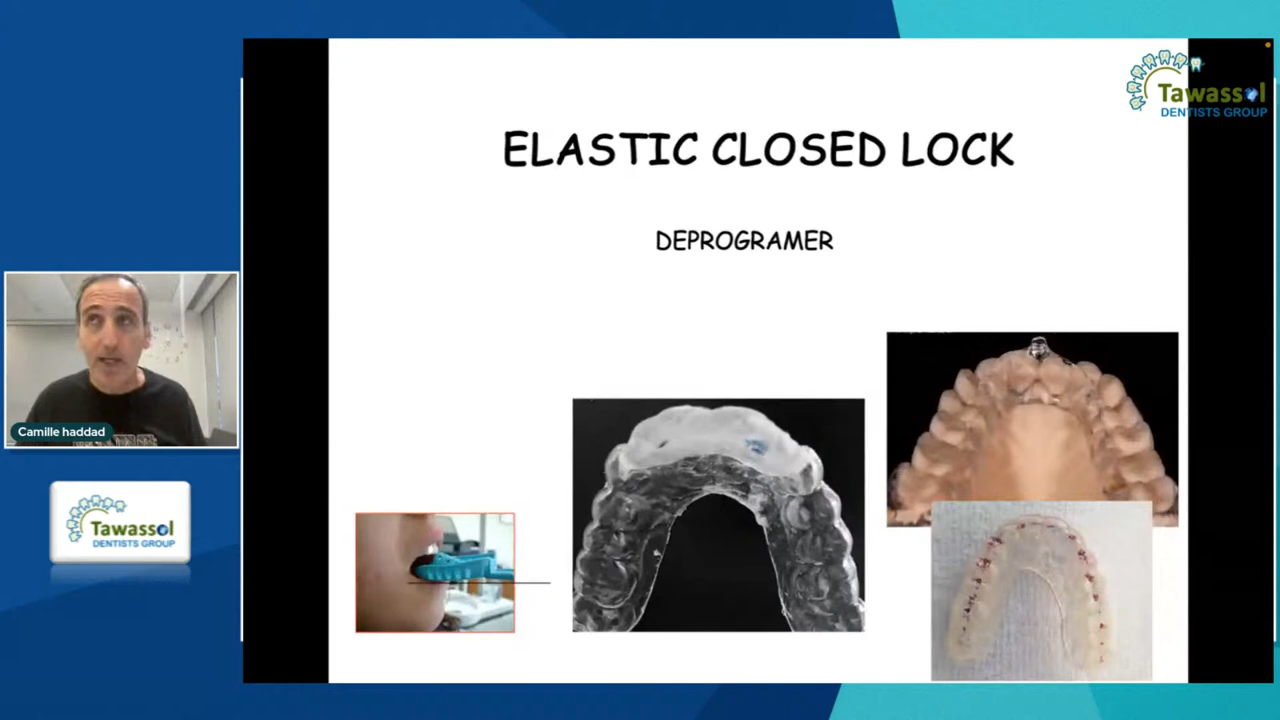 Tawassol
DENTISTS GROUP
ELASTIC CLOSED LOCK
DEPROGRAMER
Camille haddad
Tawassol
DENTISTS GROUP